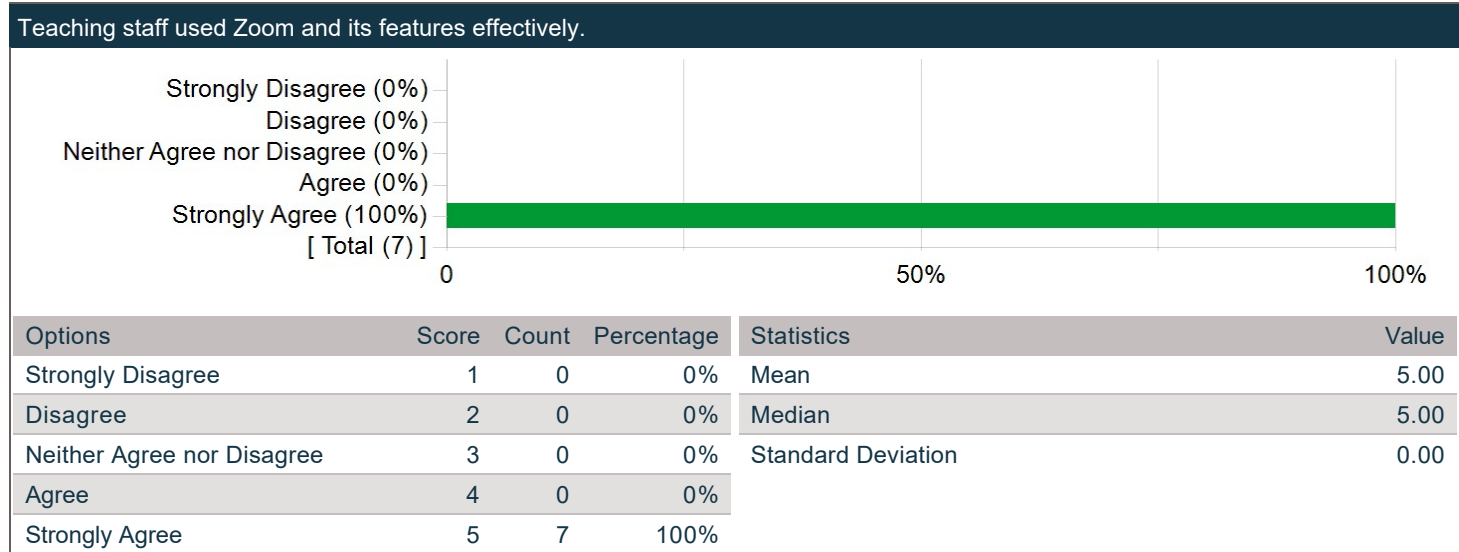 Teaching staff used Zoom and its features effectively.
Strongly Disagree (0%)
Disagree (0%)
Neither Agree nor Disagree (0%)
Agree (0%)
Strongly Agree (100%)
[ Total (7) ]
0 50% 100%
Options Score Count Percentage
Strongly Disagree 1 0 0%
Disagree 2 0 0%
Neither Agree nor Disagree 3 0 0%
Agree 4 0 0%
Strongly Agree 5 7 100%
Statistics Value
Mean 5.00
Median 5.00
Standard Deviation 0.00